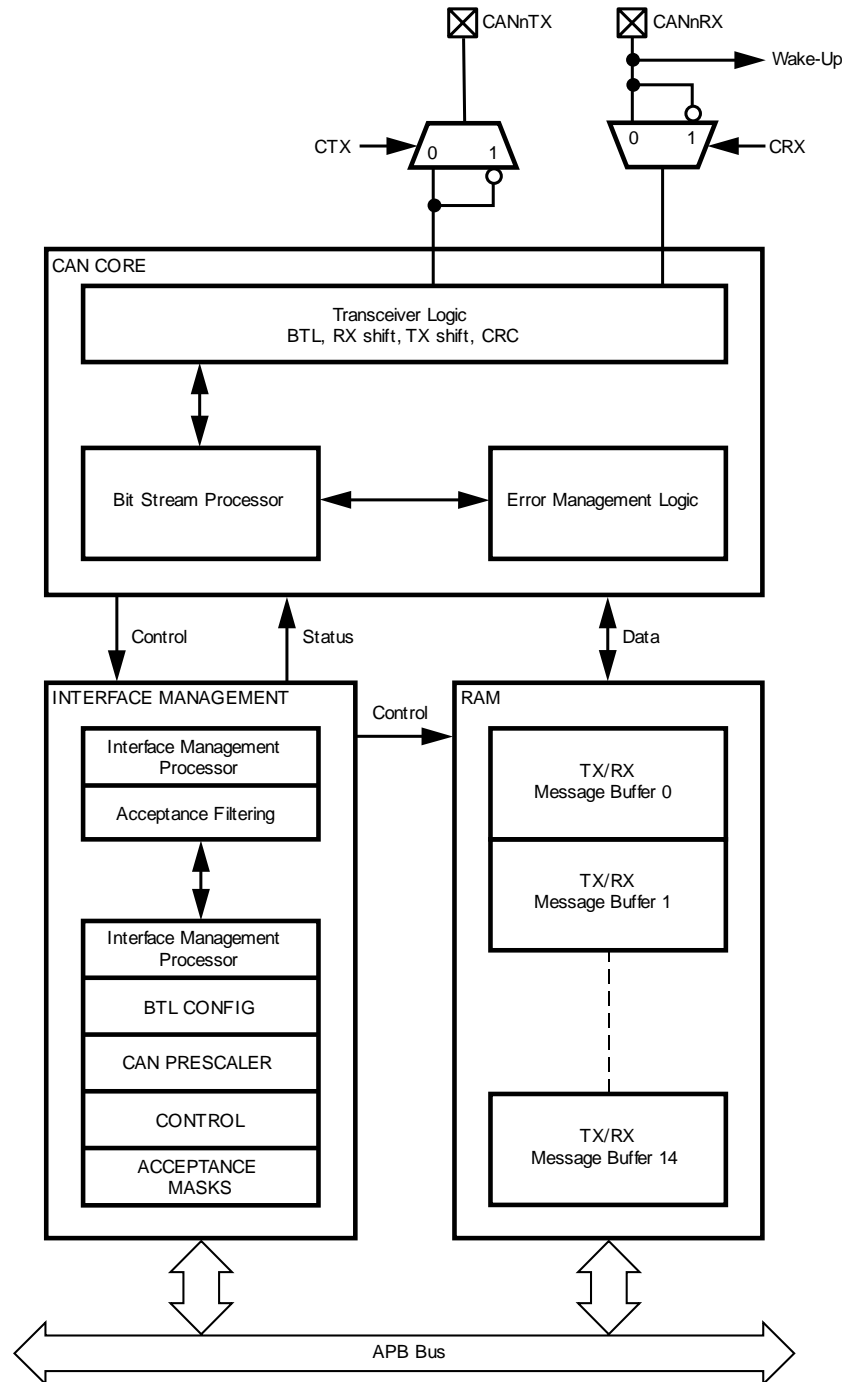 CANnTX
CANnRX
Wake-Up
CTX
0
1
0
1
CRX
CAN CORE
Transceiver Logic
BTL, RX shift, TX shift, CRC
Bit Stream Processor
Error Management Logic
Control
Status
Data
INTERFACE MANAGEMENT
Control
RAM
Interface Management
Processor
Acceptance Filtering
TX/RX
Message Buffer 0
TX/RX
Message Buffer 1
Interface Management
Processor
BTL CONFIG
CAN PRESCALER
CONTROL
ACCEPTANCE
MASKS
TX/RX
Message Buffer 14
APB Bus